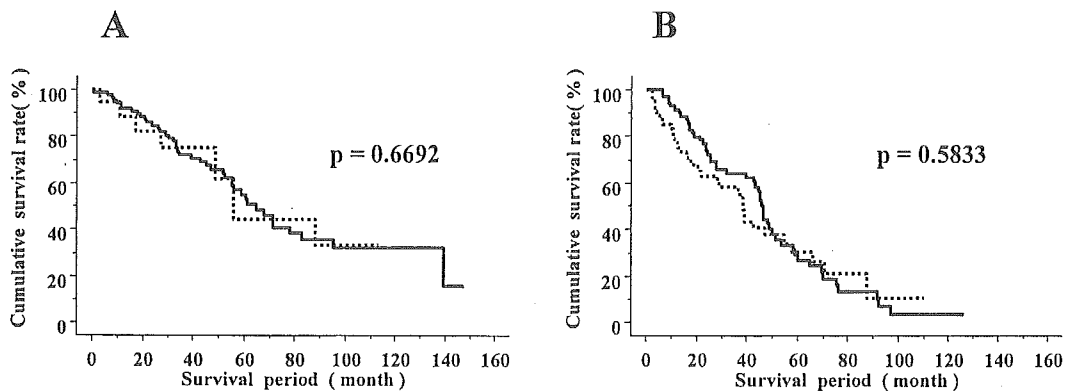 A
Cumulative survival rate( % )
100
80
60
40
20
0
p = 0.6692
0 20 40 60 80 100 120 140 160
Survival period ( month )
B
Cumulative survival rate( % )
100
80
60
40
20
0
p = 0.5833
0 20 40 60 80 100 120 140 160
Survival period ( month )